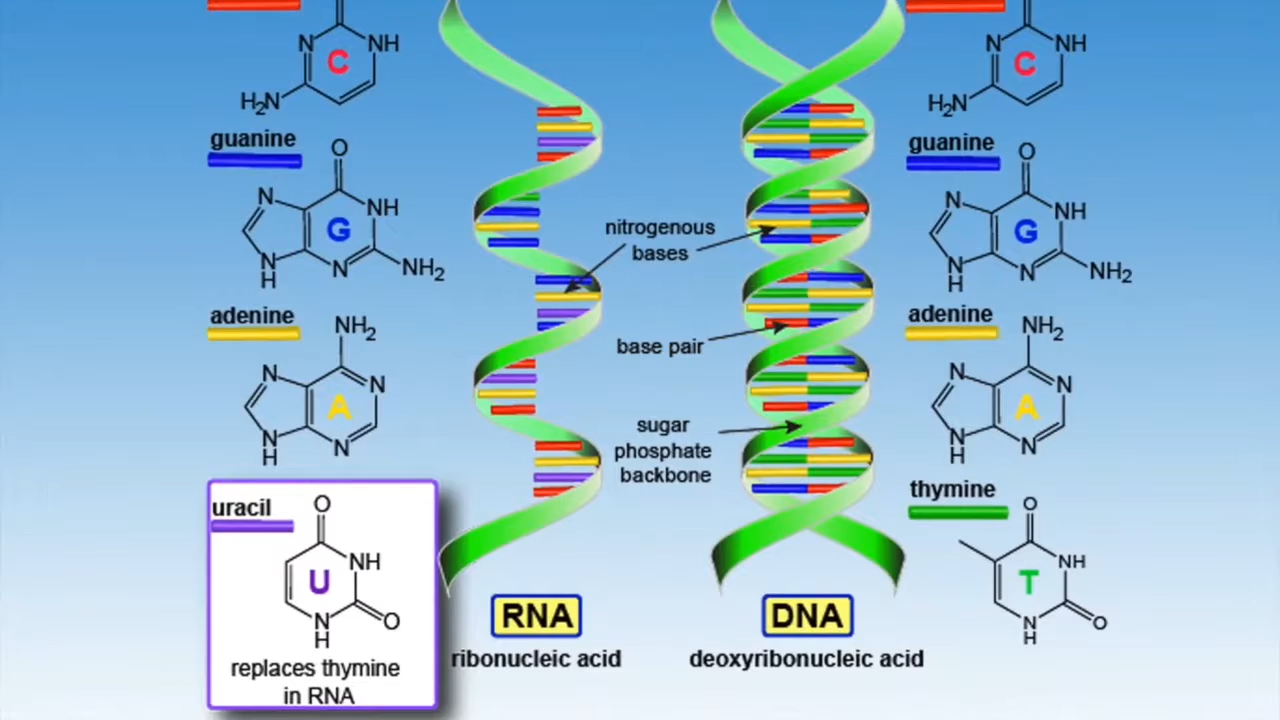 N
NH
C
H₂N
guanine
O
N
NH
G
N
H
N
NH₂
adenine
NH₂
N
N
A
N
H
N
uracil
O
NH
U
N
H
O
replaces thymine
in RNA
nitrogenous
bases
base pair
sugar
phosphate
backbone
RNA
ribonucleic acid
DNA
deoxyribonucleic acid
N
NH
C
H₂N
guanine
O
N
NH
G
N
H
N
NH₂
adenine
NH₂
N
N
A
N
H
N
thymine
O
NH
T
N
H
O